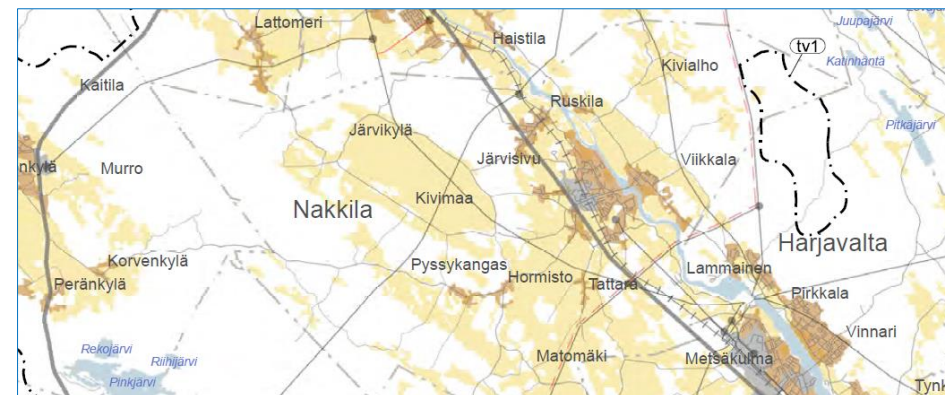 Lattomeri
Juupajärvi
Haistila
tv1
Katinhäntä
Kivialho
Kaitila
Ruskila
Pitkäjärvi
Järvikylä
Järvisivu
Viikkala
nkylä
Murro
Kivimaa
Nakkila
Harjavalta
Korvenkylä
Pyssykangas
Hormisto
Lammainen
Peränkylä
Tattara
Pirkkala
Vinnari
Rekojärvi
Riihijärvi
Matomäki
Metsäkulma
Pinkjärvi
Tynk